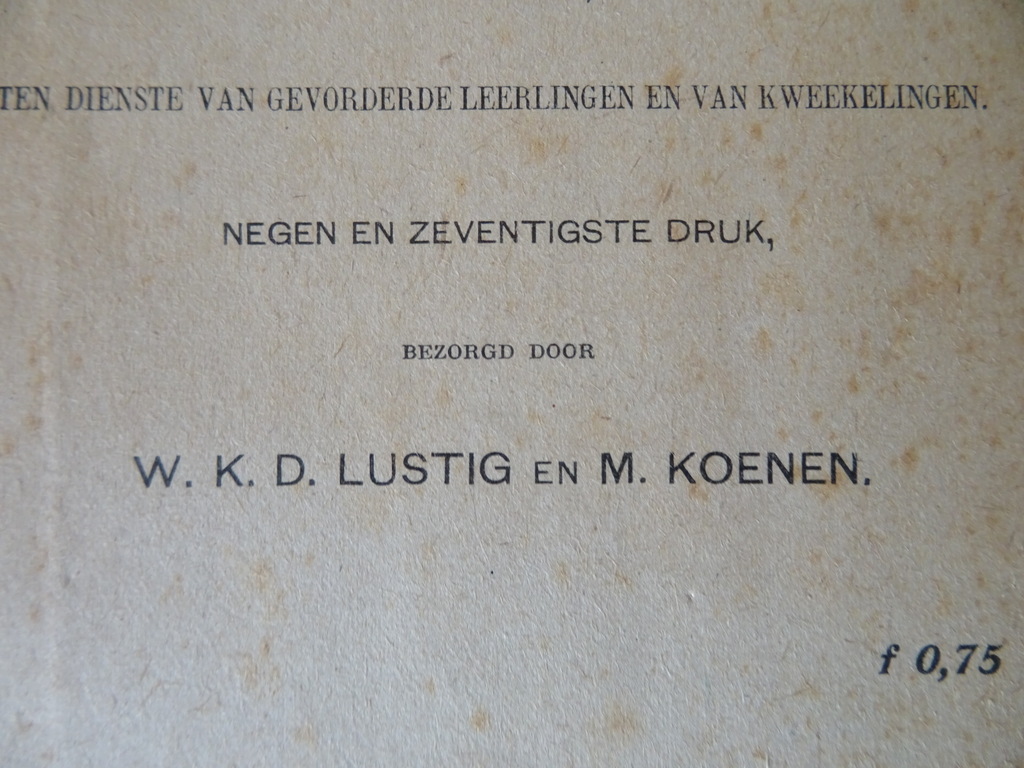 TEN DIENSTE VAN GEVORDERDE LEERLINGEN EN VAN KWEEKELINGEN.
NEGEN EN ZEVENTIGSTE DRUK,
BEZORGD DOOR
W. K. D. LUSTIG EN M. KOENEN.
f 0,75